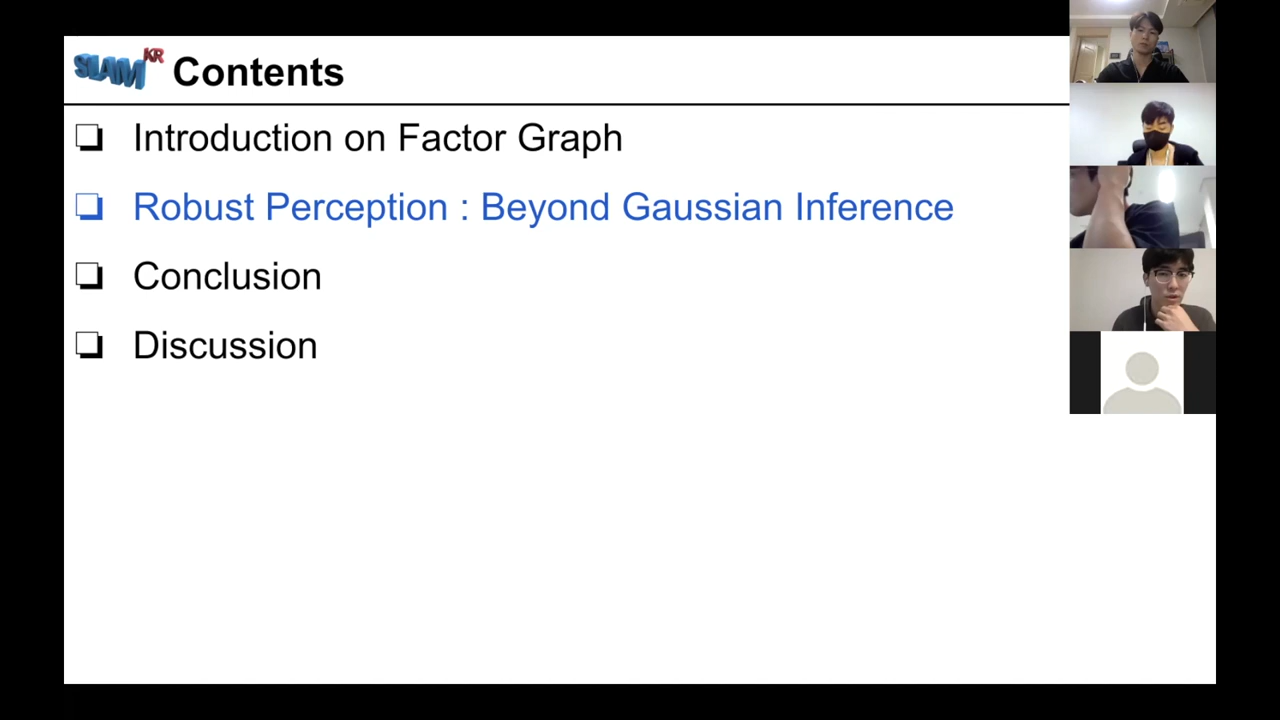 SLAM KR
Contents
Introduction on Factor Graph
Robust Perception : Beyond Gaussian Inference
Conclusion
Discussion